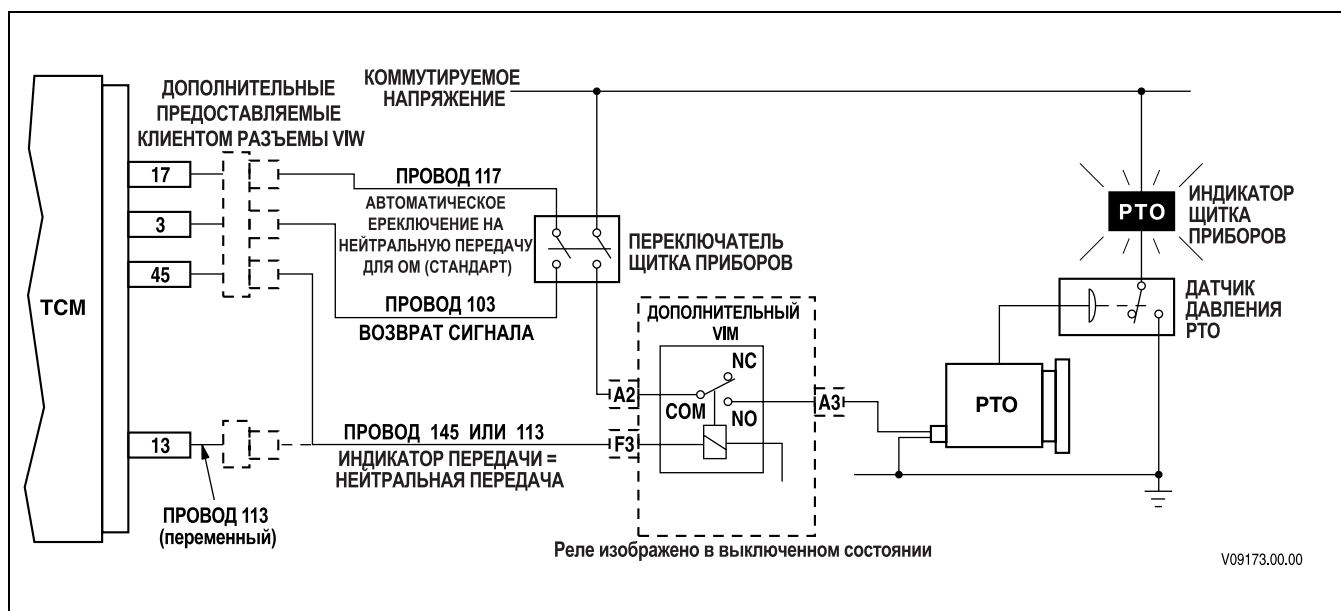 ДОПОЛНИТЕЛЬНЫЕ
ПРЕДОСТАВЛЯЕМЫЕ
КЛИЕНТОМ РАЗЪЕМЫ VIW
КОММУТИРУЕМОЕ
НАПРЯЖЕНИЕ
17
3
45
13
TCM
ПРОВОД 117
АВТОМАТИЧЕСКОЕ
ЕРЕКЛЮЧЕНИЕ НА
НЕЙТРАЛЬНУЮ ПЕРЕДАЧУ
ДЛЯ ОМ (СТАНДАРТ)
ПРОВОД 103
ВОЗВРАТ СИГНАЛА
ПЕРЕКЛЮЧАТЕЛЬ
ЩИТКА ПРИБОРОВ
PTO
ИНДИКАТОР
ЩИТКА
ПРИБОРОВ
ДАТЧИК
ДАВЛЕНИЯ
PTO
ДОПОЛНИТЕЛЬНЫЙ
VIM
NC
COM
NO
A2
A3
F3
PTO
ПРОВОД 145 ИЛИ 113
ИНДИКАТОР ПЕРЕДАЧИ =
НЕЙТРАЛЬНАЯ ПЕРЕДАЧА
ПРОВОД 113
(переменный)
Реле изображено в выключенном состоянии
V09173.00.00